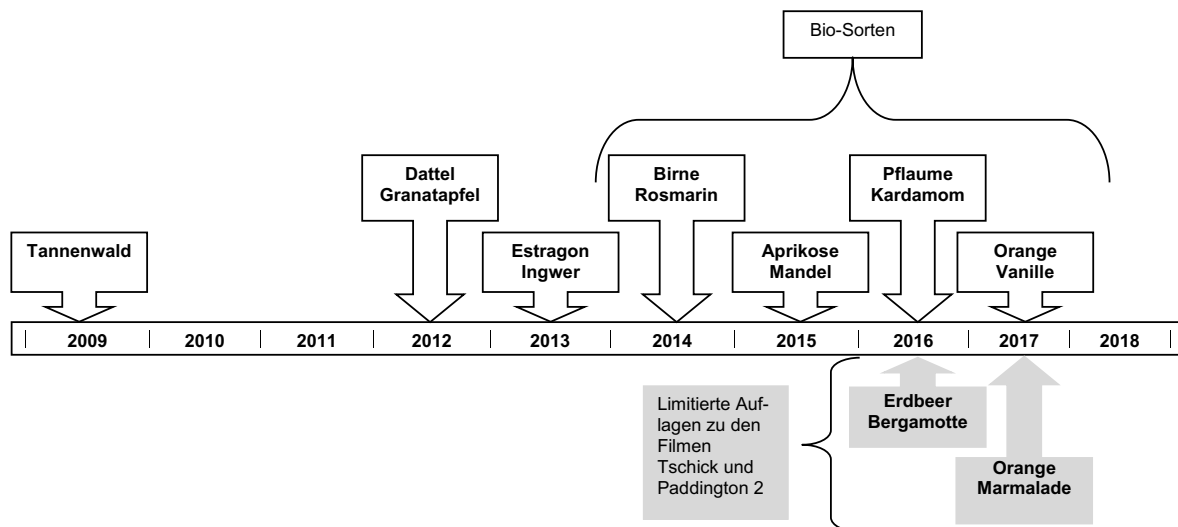 Bio-Sorten
Dattel
Granatapfel
Birne
Rosmarin
Pflaume
Kardamom
Tannenwald
Estragon
Ingwer
Aprikose
Mandel
Orange
Vanille
2009 2010 2011 2012 2013 2014 2015 2016 2017 2018
Limitierte Auf-
lagen zu den
Filmen
Tschick und
Paddington 2
Erdbeer
Bergamotte
Orange
Marmalade